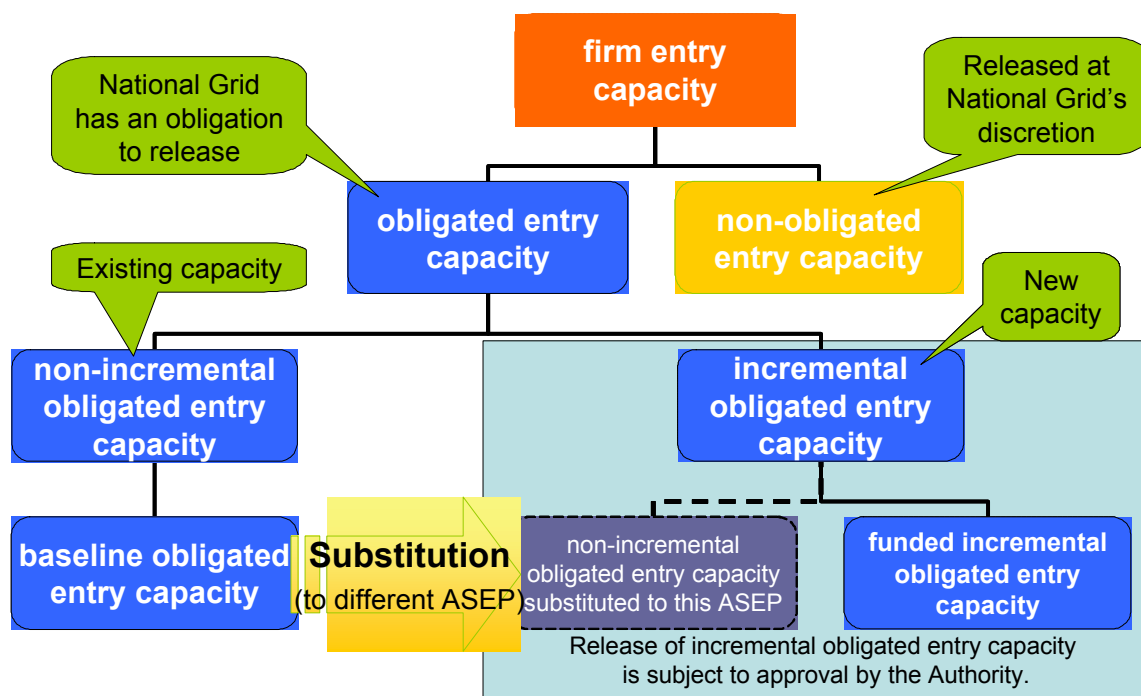 firm entry
capacity
National Grid
has an obligation
to release
Released at
National Grid's
discretion
obligated entry
capacity
non-obligated
entry capacity
Existing capacity
New
capacity
non-incremental
obligated entry
capacity
incremental
obligated entry
capacity
baseline obligated
entry capacity
Substitution
(to different ASEP)
non-incremental
obligated entry capacity
substituted to this ASEP
funded incremental
obligated entry
capacity
Release of incremental obligated entry capacity
is subject to approval by the Authority.